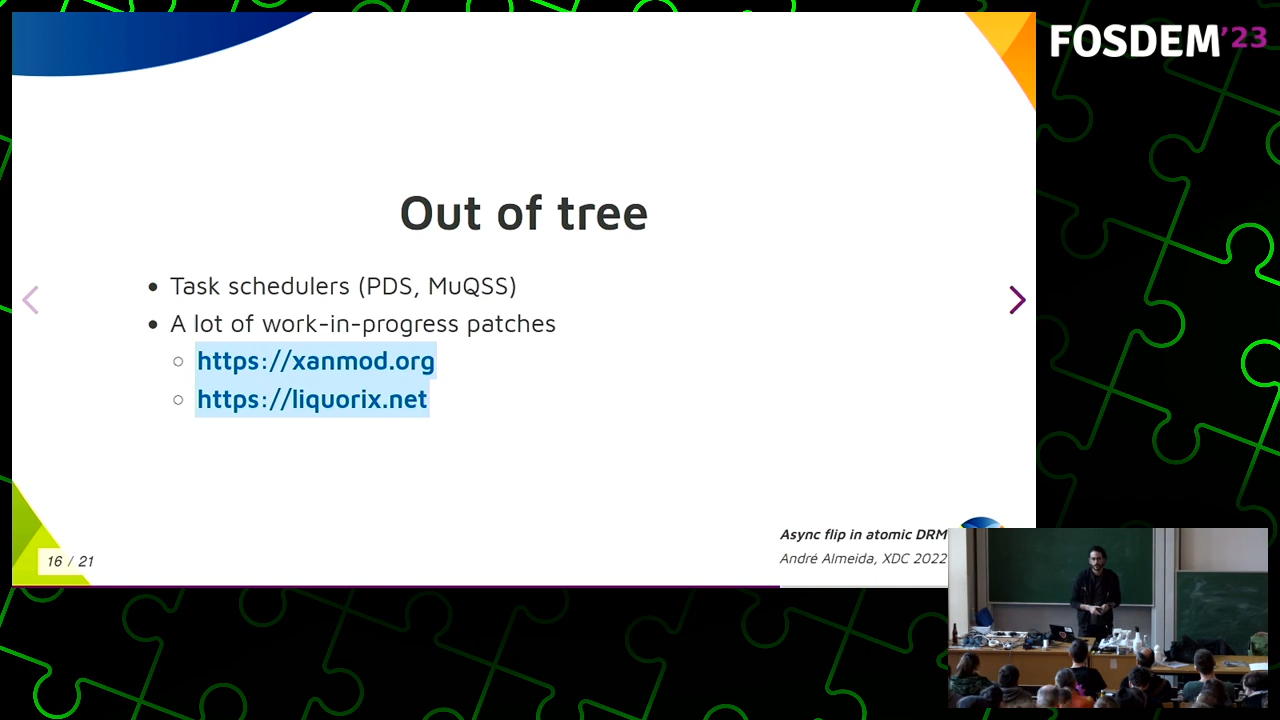 FOSDEM'23
Out of tree
Task schedulers (PDS, MuQSS)
A lot of work-in-progress patches
https://xanmod.org
https://liquorix.net
Async flip in atomic DRM
André Almeida, XDC 2022
16 / 21